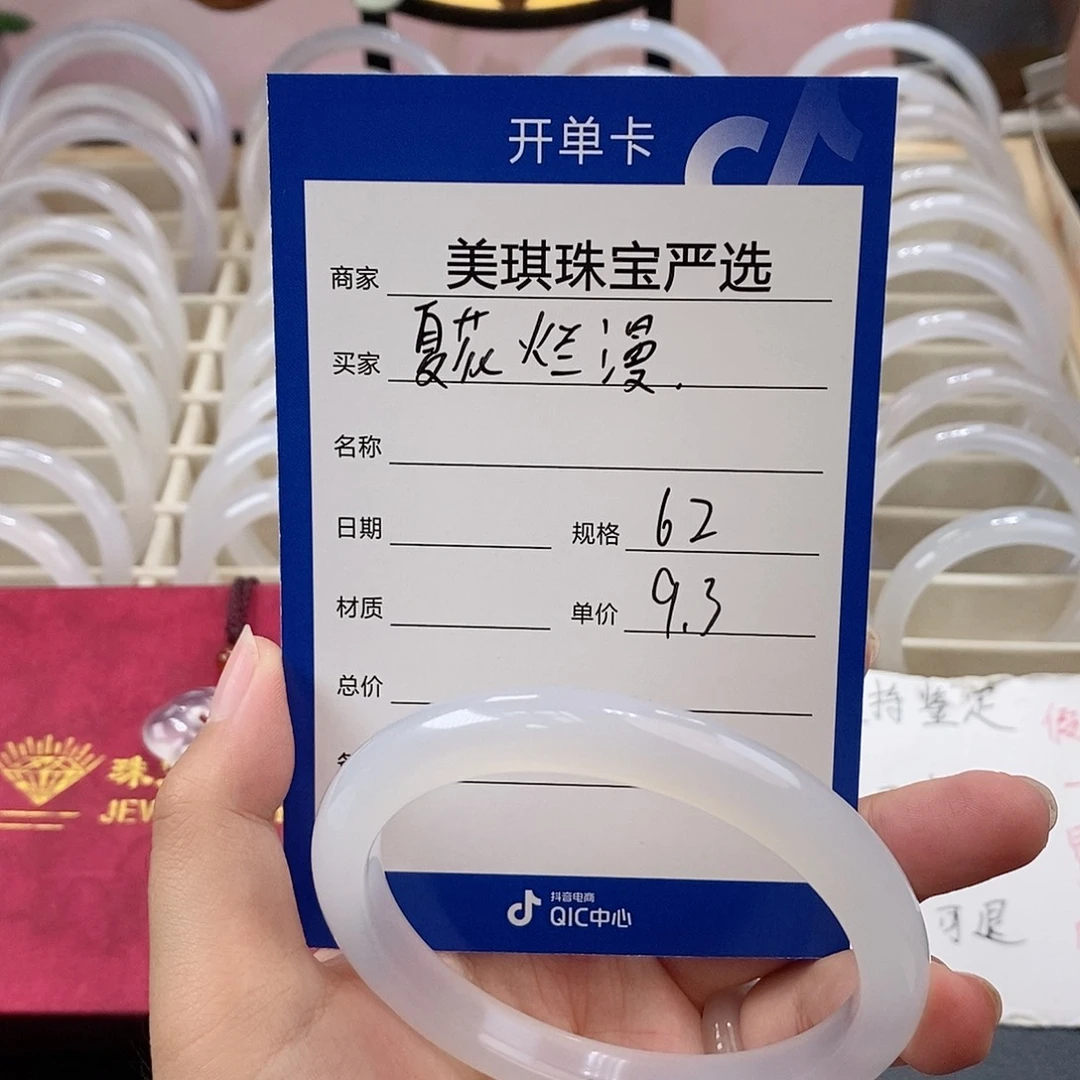 开单卡
商家 美琪珠宝严选
买家 夏花烂漫.
名称
日期 规格 62
材质 单价 9.3
总价
抖音电商
QIC中心
珠
JEW
持鉴定
可退